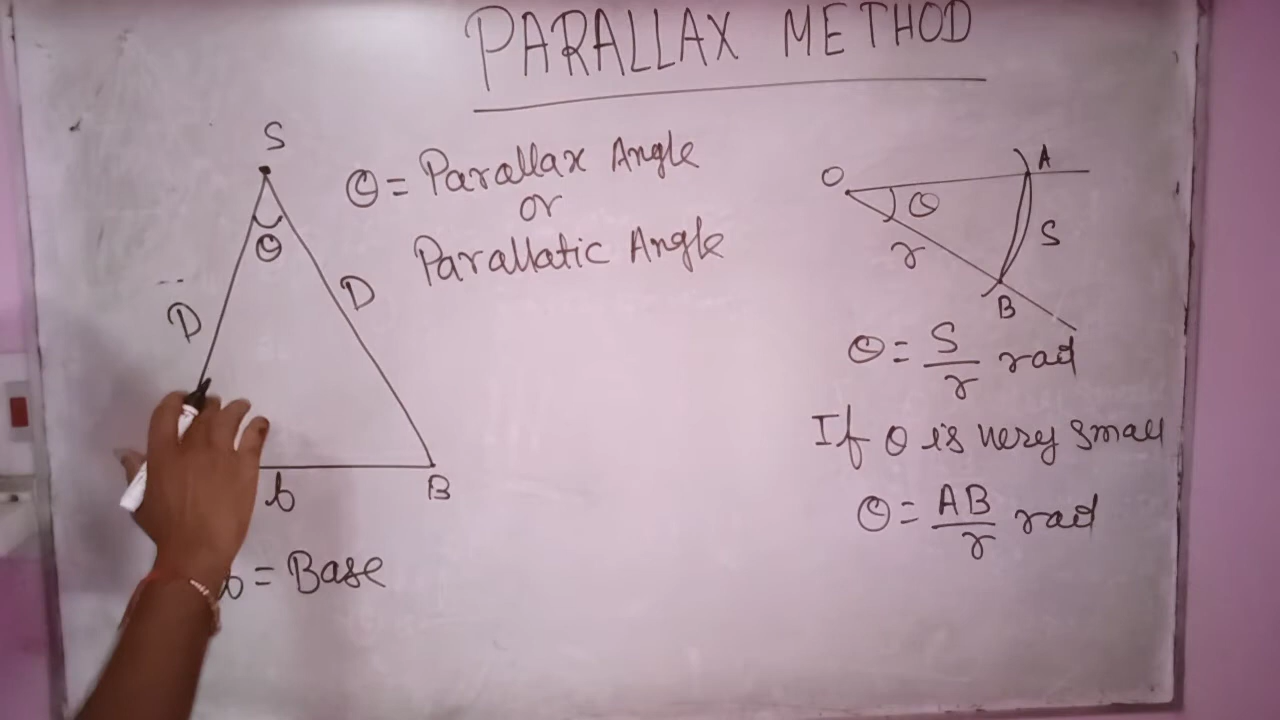 PARALLAX METHOD
S
θ = Parallax Angle
or
Parallatic Angle
θ
D
D
b
B
b = Base
O
A
θ
S
r
B
θ = S/r rad
If θ is very small
θ = AB/r rad